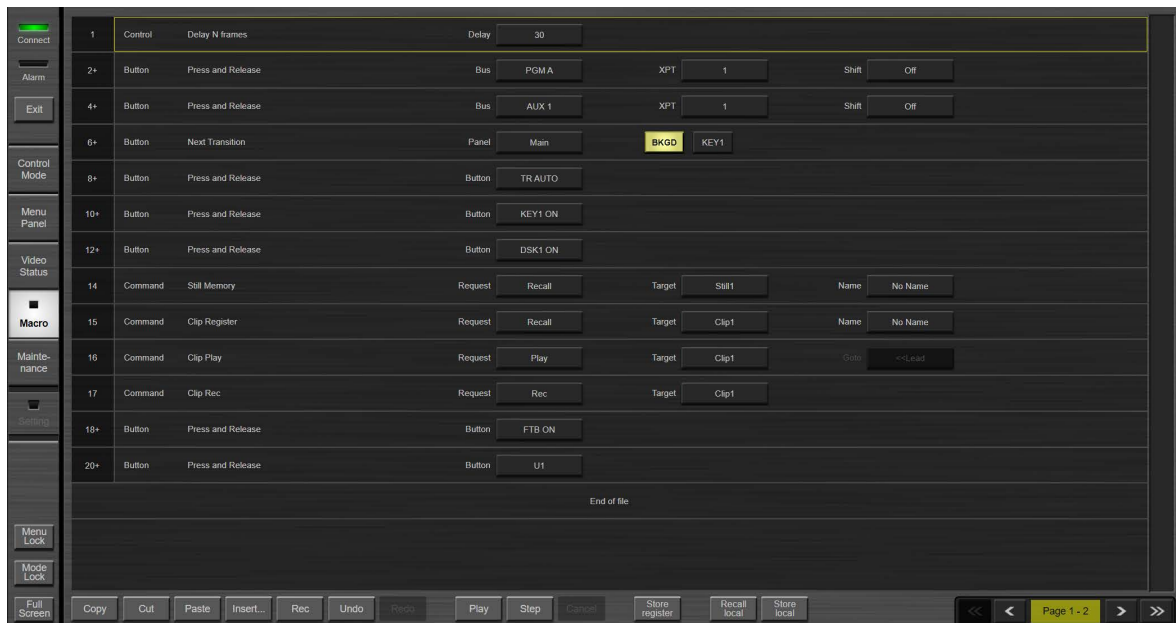 Connect
Alarm
Exit
Control
Mode
Menu
Panel
Video
Status
Macro
Mainte-
nance
Setting
Menu
Lock
Mode
Lock
Full
Screen
1 Control Delay N frames Delay 30
2+ Button Press and Release Bus PGM A XPT 1 Shift Off
4+ Button Press and Release Bus AUX 1 XPT 1 Shift Off
6+ Button Next Transition Panel Main BKGD KEY1
8+ Button Press and Release Button TR AUTO
10+ Button Press and Release Button KEY1 ON
12+ Button Press and Release Button DSK1 ON
14 Command Still Memory Request Recall Target Still1 Name No Name
15 Command Clip Register Request Recall Target Clip1 Name No Name
16 Command Clip Play Request Play Target Clip1 Goto <<Lead
17 Command Clip Rec Request Rec Target Clip1
18+ Button Press and Release Button FTB ON
20+ Button Press and Release Button U1
End of file
Copy Cut Paste Insert... Rec Undo Redo Play Step Cancel Store register Recall local Store local << < Page 1 - 2 > >>